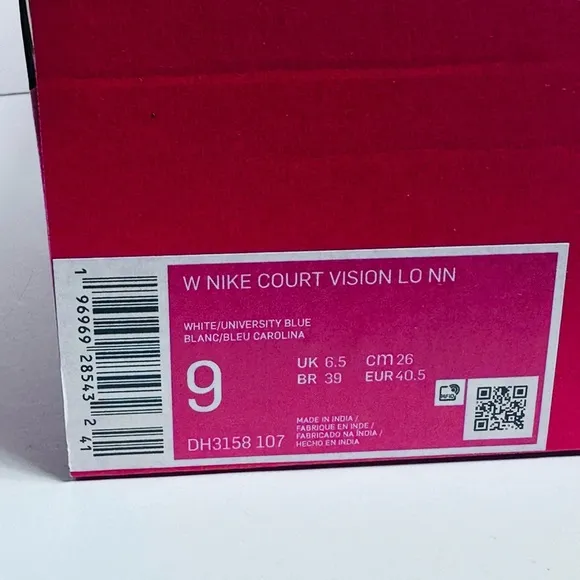 W NIKE COURT VISION LO NN
WHITE/UNIVERSITY BLUE
BLANC/BLEU CAROLINA
9
UK 6.5 cm 26
BR 39 EUR 40.5
DH3158 107
MADE IN INDIA /
FABRIQUE EN INDE /
FABRICADO NA ÍNDIA /
HECHO EN INDIA
RFID
1 96969 28543 2 41